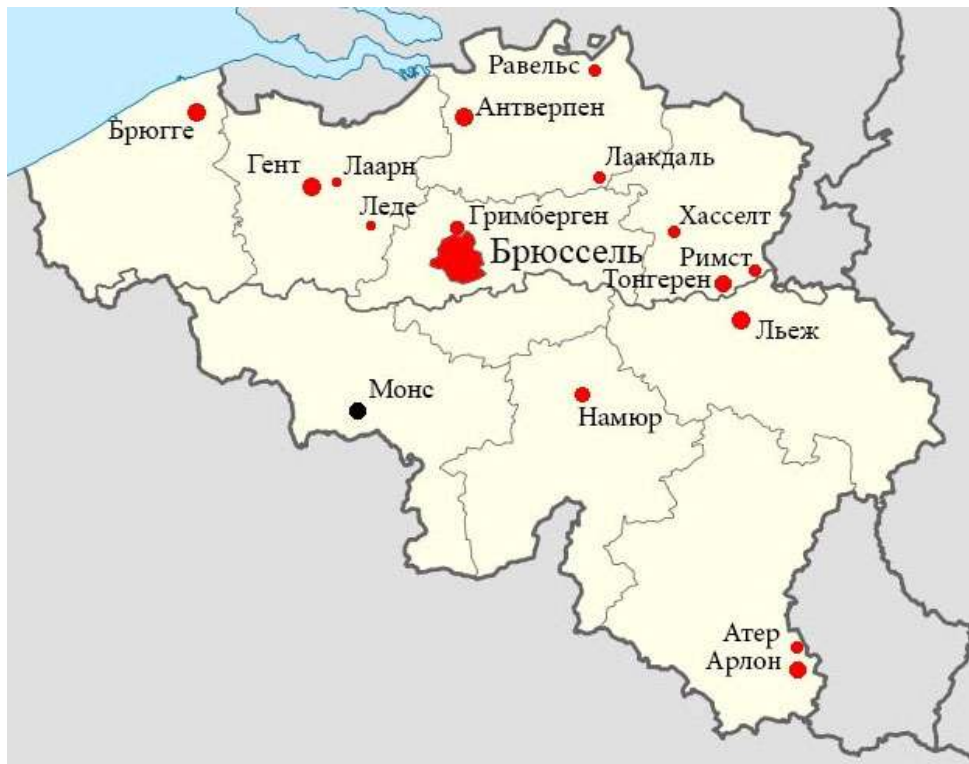 Равельс
Антверпен
Брюгге
Гент
Лаарн
Лаакдаль
Леде
Гримберген
Хасселт
Брюссель
Римст
Тонгерен
Льеж
Монс
Намюр
Атер
Арлон